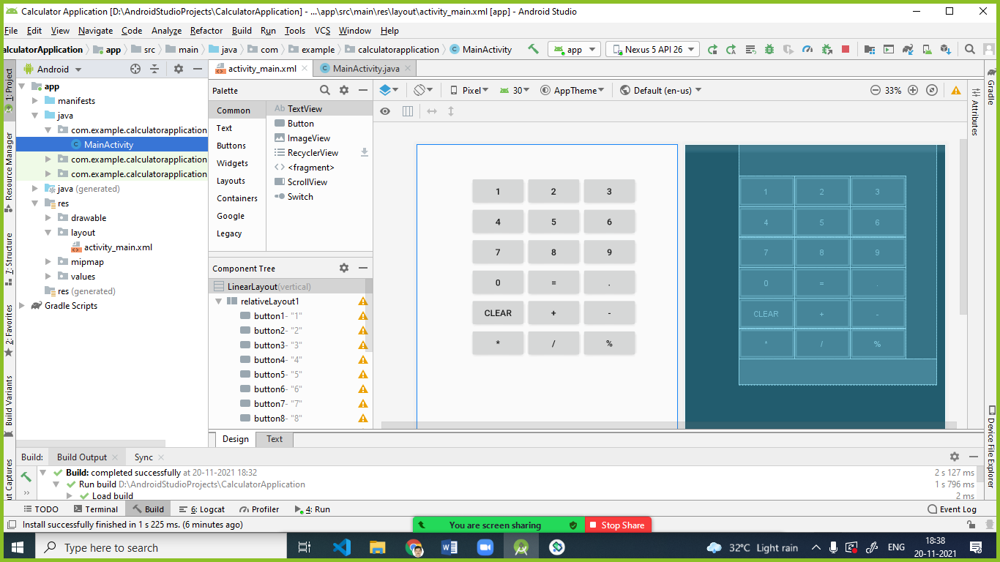 Calculator Application [D:\AndroidStudioProjects\CalculatorApplication] - ...\app\src\main\res\layout\activity_main.xml [app] - Android Studio
File Edit View Navigate Code Analyze Refactor Build Run Tools VCS Window Help
alculatorApplication app src main java com example calculatorapplication MainActivity app Nexus 5 API 26
1: Project
Resource Manager
Z: Structure
2: Favorites
Build Variants
ut Captures
Android
app
manifests
java
com.example.calculatorapplication
MainActivity
com.example.calculatorapplication
com.example.calculatorapplication
java (generated)
res
drawable
layout
activity_main.xml
mipmap
values
res (generated)
Gradle Scripts
activity_main.xml MainActivity.java
Palette
Common
Text
Buttons
Widgets
Layouts
Containers
Google
Legacy
Ab TextView
Button
ImageView
RecyclerView
<> <fragment>
ScrollView
Switch
Component Tree
LinearLayout(vertical)
relativeLayout1
button1- "1"
button2- "2"
button3- "3"
button4- "4"
button5- "5"
button6- "6"
button7- "7"
button8- "8"
Design Text
Pixel 30 AppTheme Default (en-us) 33%
1 2 3
4 5 6
7 8 9
0 = .
CLEAR + -
* / %
1 2 3
4 5 6
7 8 9
0 = .
CLEAR + -
* / %
Gradle
Attributes
Device File Explorer
Build: Build Output Sync
Build: completed successfully at 20-11-2021 18:32 2 s 127 ms
Run build D:\AndroidStudioProjects\CalculatorApplication 1 s 796 ms
Load build 2 ms
TODO Terminal Build 6: Logcat Profiler 4: Run Event Log
Install successfully finished in 1 s 225 ms. (6 minutes ago)
You are screen sharing Stop Share
Type here to search
32°C Light rain ENG 18:38
20-11-2021